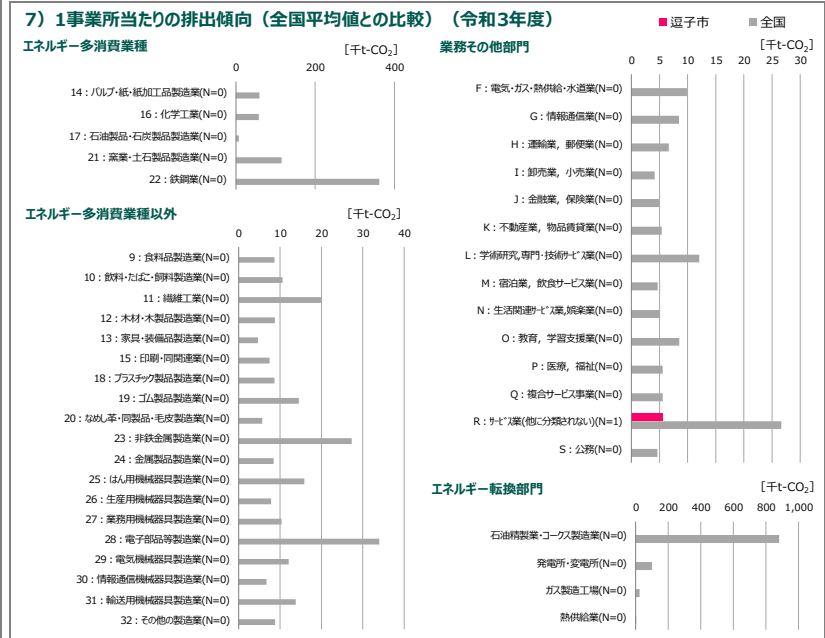 7）1事業所当たりの排出傾向（全国平均値との比較）（令和3年度）
■逗子市 ■全国
エネルギー多消費業種
［千t-CO₂］
0 200 400
14：パルプ・紙・紙加工品製造業(N=0)
16：化学工業(N=0)
17：石油製品・石炭製品製造業(N=0)
21：窯業・土石製品製造業(N=0)
22：鉄鋼業(N=0)
エネルギー多消費業種以外
［千t-CO₂］
0 10 20 30 40
9：食料品製造業(N=0)
10：飲料・たばこ・飼料製造業(N=0)
11：繊維工業(N=0)
12：木材・木製品製造業(N=0)
13：家具・装備品製造業(N=0)
15：印刷・同関連業(N=0)
18：プラスチック製品製造業(N=0)
19：ゴム製品製造業(N=0)
20：なめし革・同製品・毛皮製造業(N=0)
23：非鉄金属製造業(N=0)
24：金属製品製造業(N=0)
25：はん用機械器具製造業(N=0)
26：生産用機械器具製造業(N=0)
27：業務用機械器具製造業(N=0)
28：電子部品等製造業(N=0)
29：電気機械器具製造業(N=0)
30：情報通信機械器具製造業(N=0)
31：輸送用機械器具製造業(N=0)
32：その他の製造業(N=0)
業務その他部門
［千t-CO₂］
0 5 10 15 20 25 30
F：電気・ガス・熱供給・水道業(N=0)
G：情報通信業(N=0)
H：運輸業，郵便業(N=0)
I：卸売業，小売業(N=0)
J：金融業，保険業(N=0)
K：不動産業，物品賃貸業(N=0)
L：学術研究,専門・技術ｻｰﾋﾞｽ業(N=0)
M：宿泊業，飲食サービス業(N=0)
N：生活関連ｻｰﾋﾞｽ業,娯楽業(N=0)
O：教育，学習支援業(N=0)
P：医療，福祉(N=0)
Q：複合サービス事業(N=0)
R：ｻｰﾋﾞｽ業(他に分類されない)(N=1)
S：公務(N=0)
エネルギー転換部門
［千t-CO₂］
0 200 400 600 800 1,000
石油精製業・コークス製造業(N=0)
発電所・変電所(N=0)
ガス製造工場(N=0)
熱供給業(N=0)